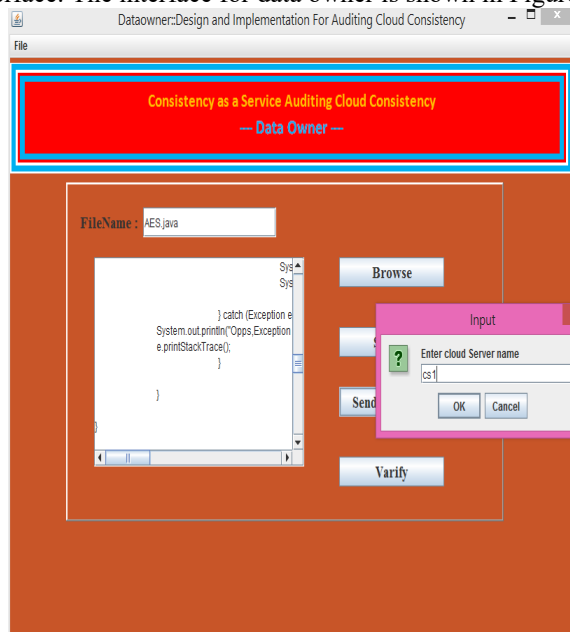 The interface for data owner is shown in
Dataowner::Design and Implementation For Auditing Cloud Consistency
File
Consistency as a Service Auditing Cloud Consistency
--- Data Owner ---
FileName : AES.java
} catch (Exception e
System.out.println("Opps,Exception
e.printStackTrace();
}
}
}
Browse
Send
Varify
Input
?
Enter cloud Server name
cs1
OK Cancel